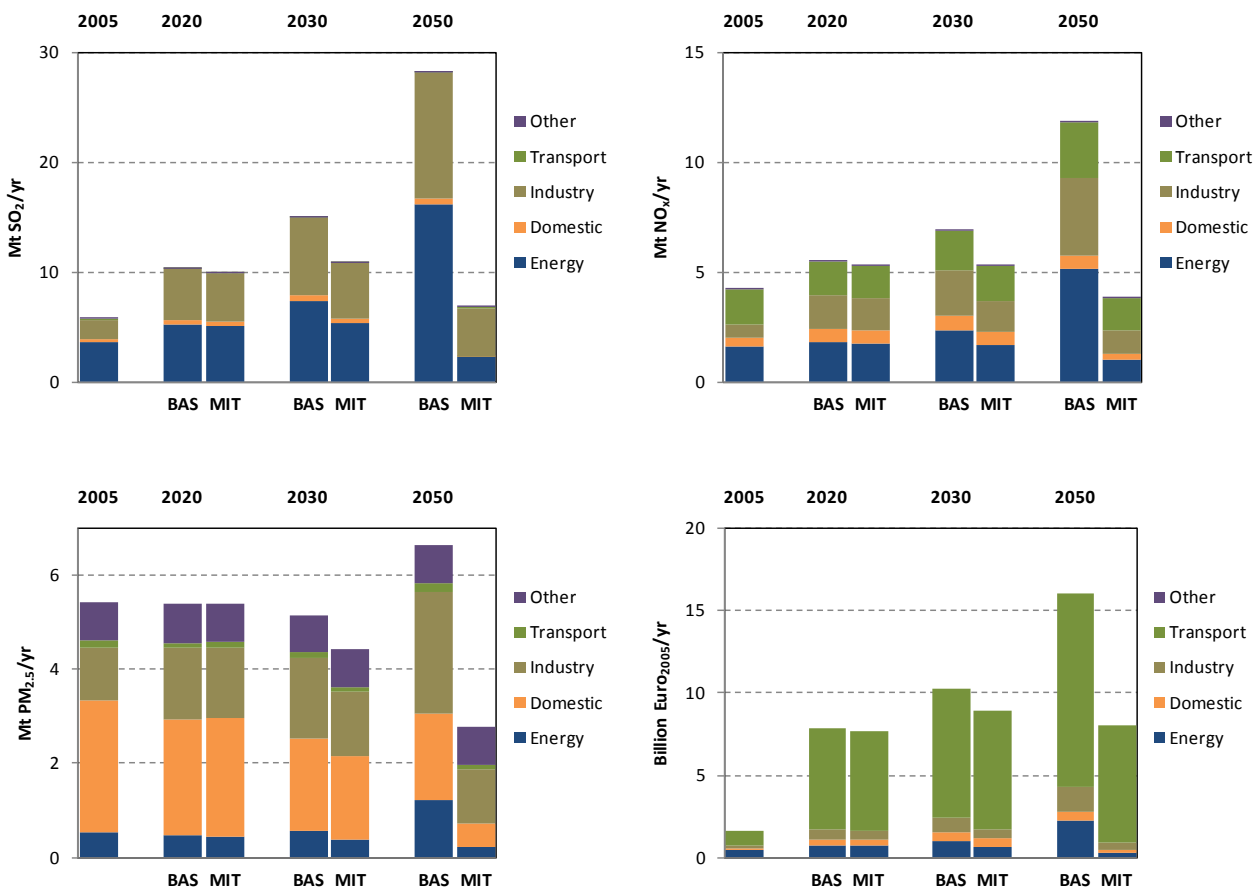 2005 2020 2030 2050
30
20
10
0
Mt SO₂/yr
Other
Transport
Industry
Domestic
Energy
BAS MIT BAS MIT BAS MIT
2005 2020 2030 2050
15
10
5
0
Mt NOₓ/yr
Other
Transport
Industry
Domestic
Energy
BAS MIT BAS MIT BAS MIT
2005 2020 2030 2050
6
4
2
0
Mt PM₂.₅/yr
Other
Transport
Industry
Domestic
Energy
BAS MIT BAS MIT BAS MIT
2005 2020 2030 2050
20
15
10
5
0
Billion Euro₂₀₀₅/yr
Other
Transport
Industry
Domestic
Energy
BAS MIT BAS MIT BAS MIT